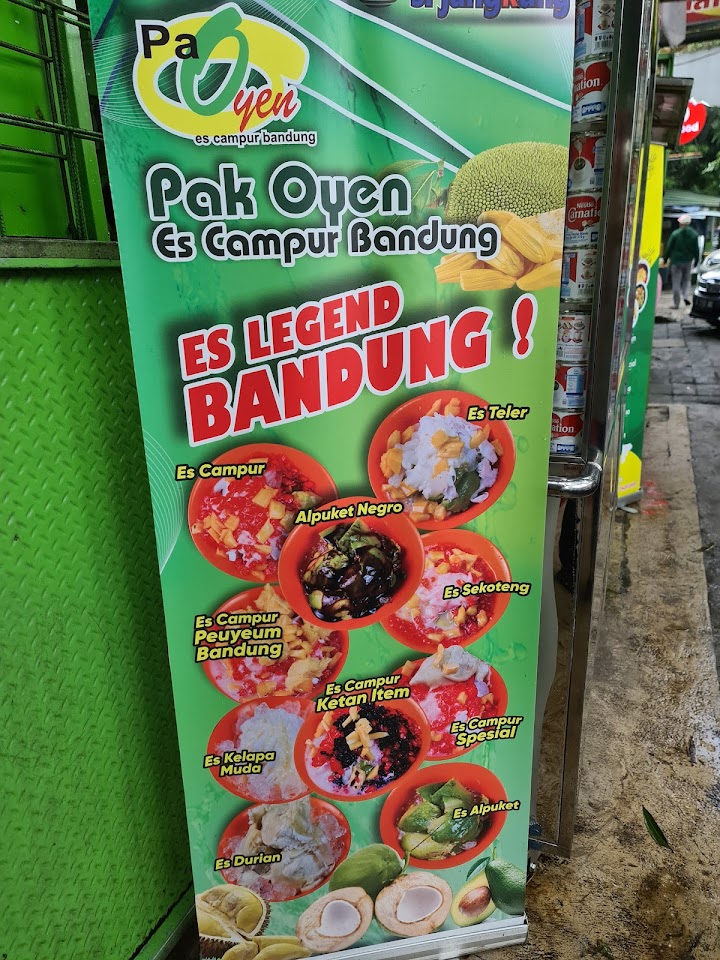 Pa
Oyen
es campur bandung
Pak Oyen
Es Campur Bandung
ES LEGEND
BANDUNG !
Es Teler
Es Campur
Alpuket Negro
Es Sekoteng
Es Campur
Peuyeum
Bandung
Es Campur
Ketan Item
Es Campur
Spesial
Es Kelapa
Muda
Es Alpuket
Es Durian
Carnation